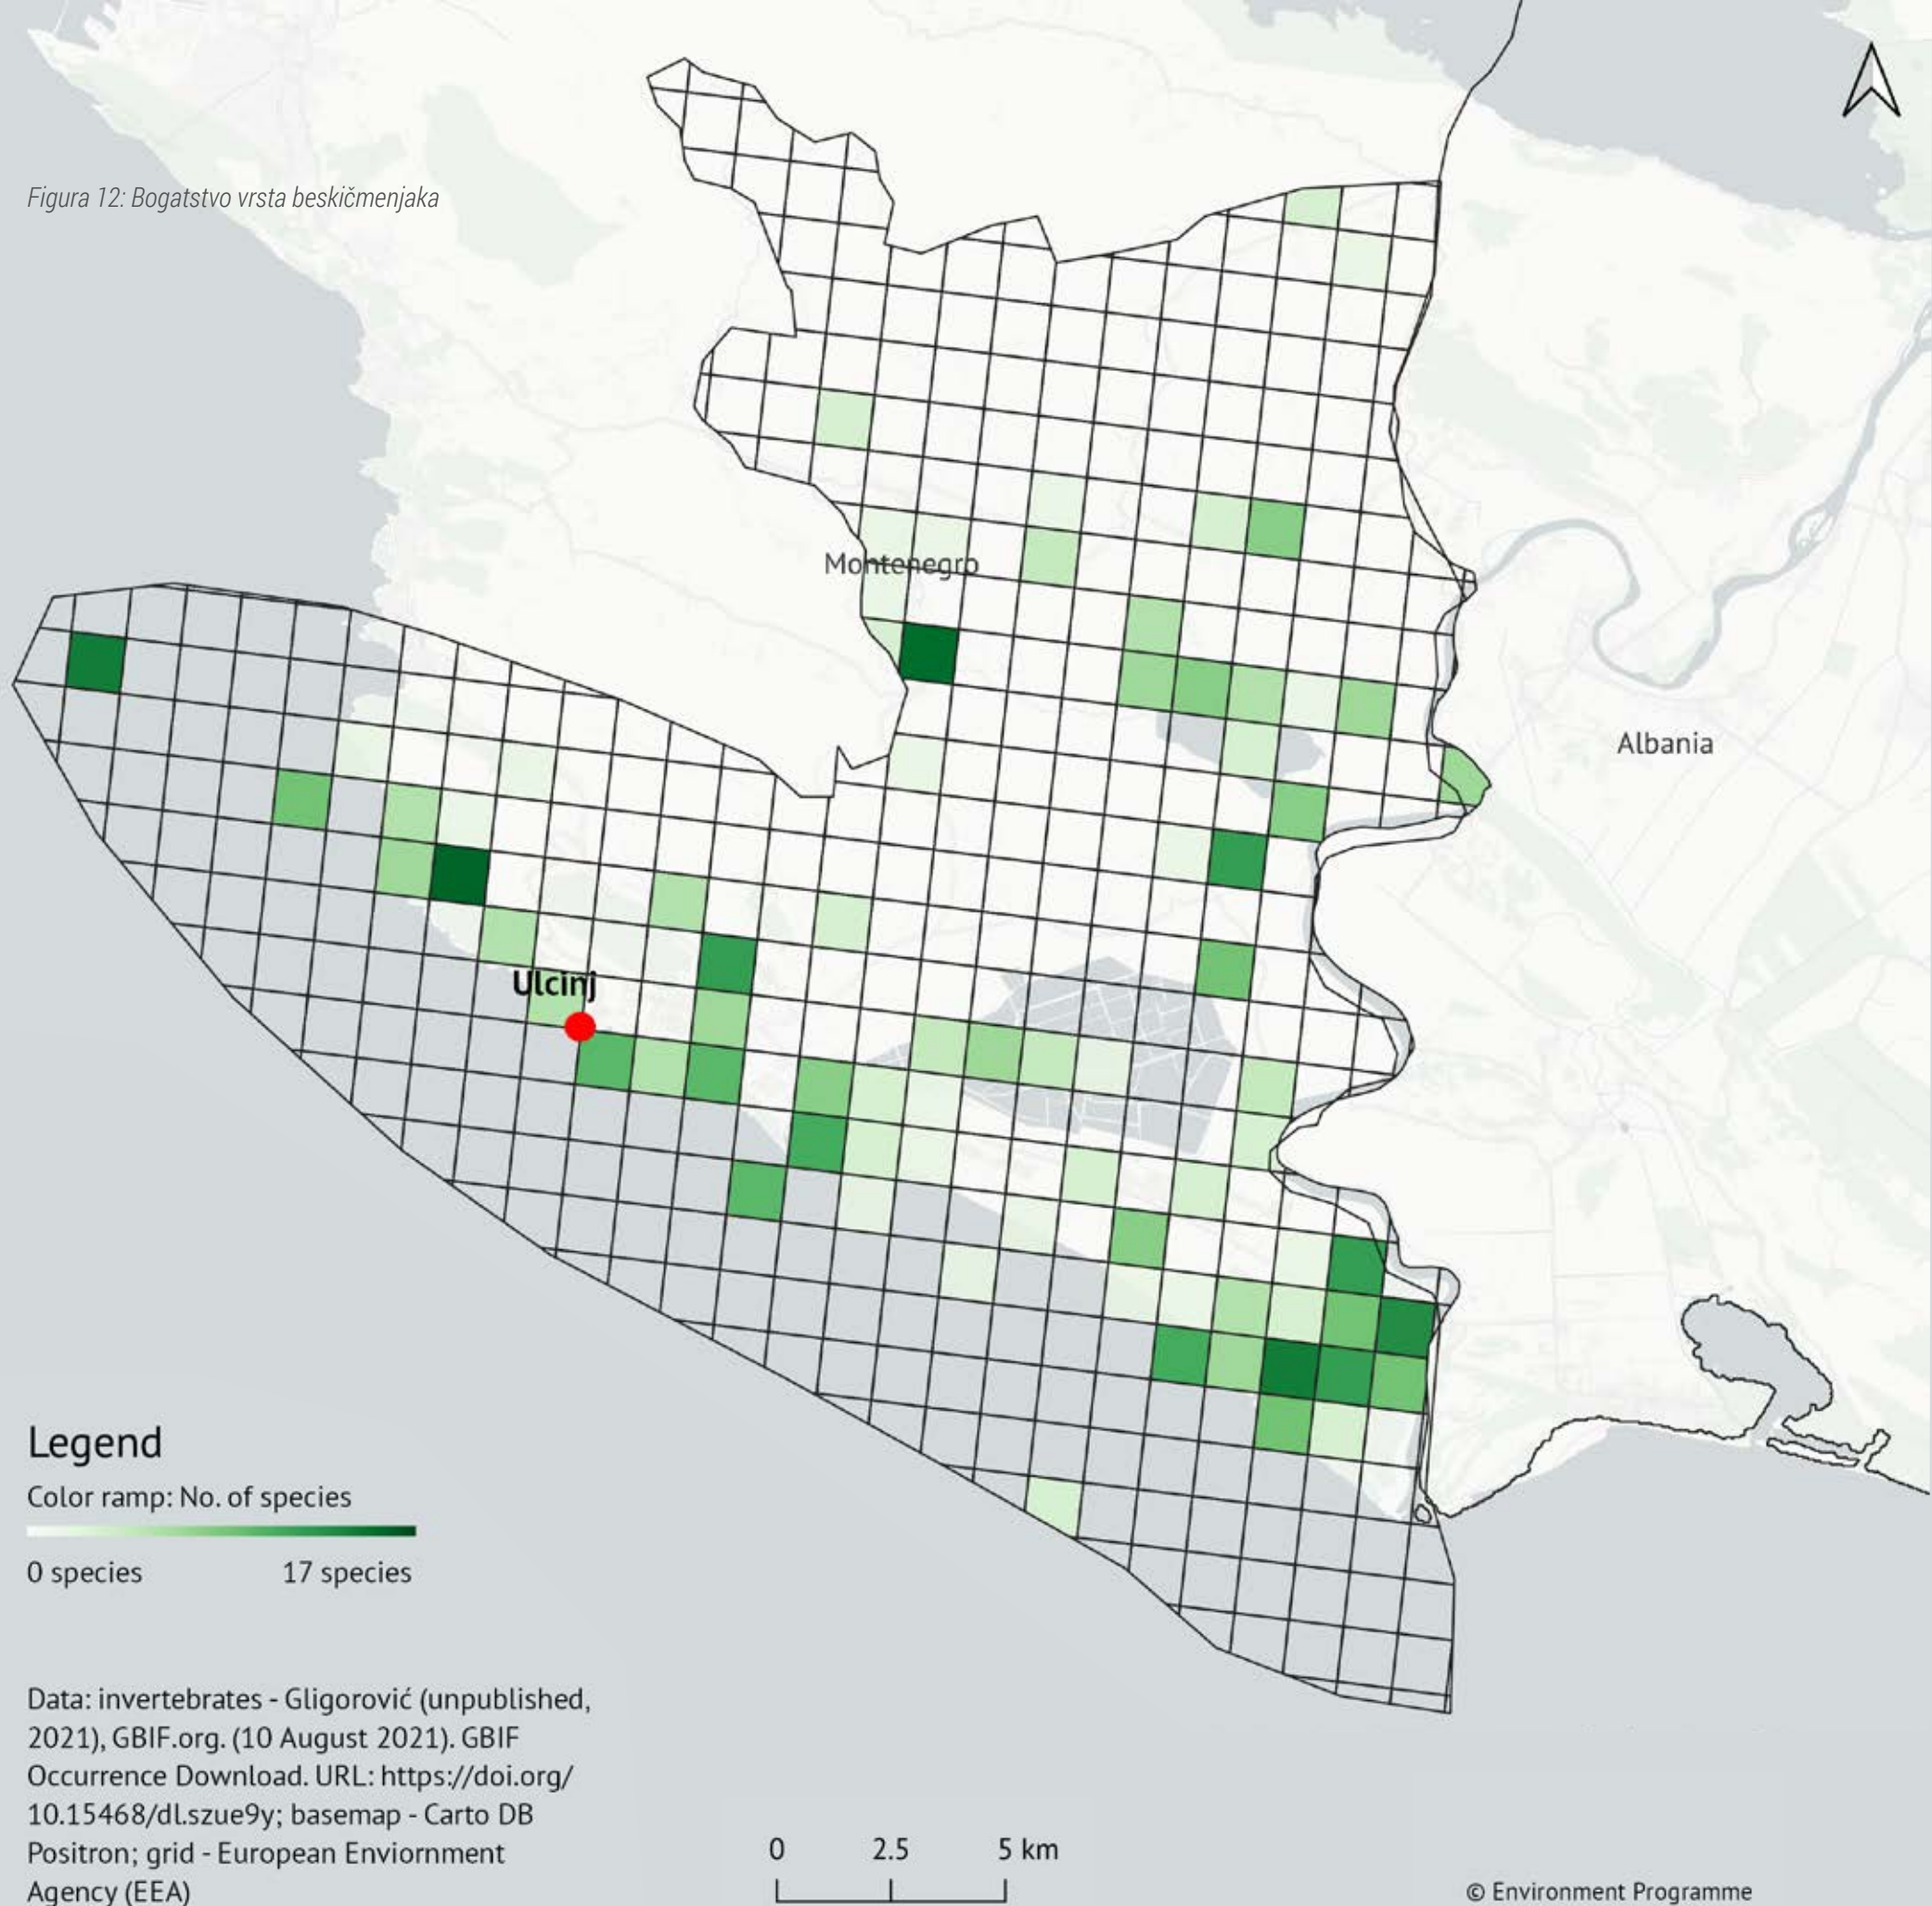 Figura 12: Bogatstvo vrsta beskičmenjaka
Montenegro
Albania
Ulcinj
Legend
Color ramp: No. of species
0 species 17 species
Data: invertebrates - Gligorović (unpublished,
2021), GBIF.org. (10 August 2021). GBIF
Occurrence Download. URL: https://doi.org/
10.15468/dl.szue9y; basemap - Carto DB
Positron; grid - European Enviornment
Agency (EEA)
0 2.5 5 km
© Environment Programme